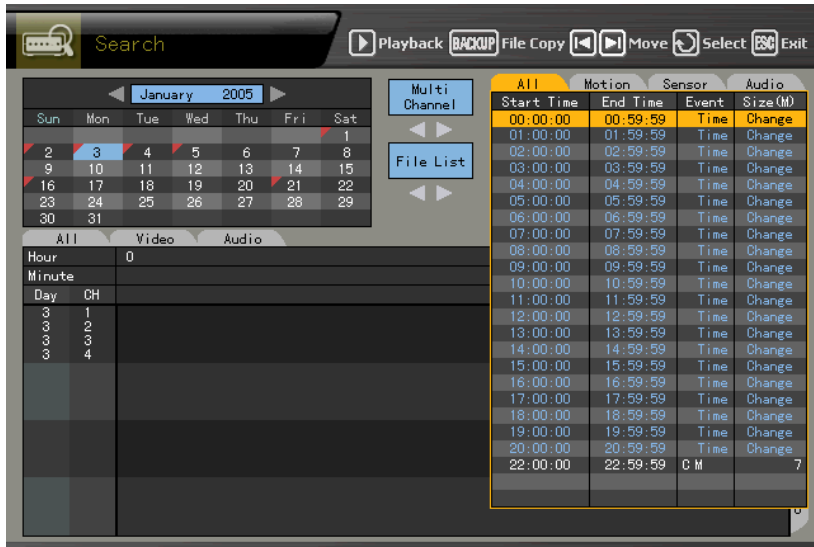 Search
Playback BACKUP File Copy Move Select ESC Exit
January 2005
Sun Mon Tue Wed Thu Fri Sat
1
2 3 4 5 6 7 8
9 10 11 12 13 14 15
16 17 18 19 20 21 22
23 24 25 26 27 28 29
30 31
Multi
Channel
File List
All Video Audio
Hour 0
Minute
Day CH
3 1
3 2
3 3
3 4
All Motion Sensor Audio
Start Time End Time Event Size(M)
00:00:00 00:59:59 Time Change
01:00:00 01:59:59 Time Change
02:00:00 02:59:59 Time Change
03:00:00 03:59:59 Time Change
04:00:00 04:59:59 Time Change
05:00:00 05:59:59 Time Change
06:00:00 06:59:59 Time Change
07:00:00 07:59:59 Time Change
08:00:00 08:59:59 Time Change
09:00:00 09:59:59 Time Change
10:00:00 10:59:59 Time Change
11:00:00 11:59:59 Time Change
12:00:00 12:59:59 Time Change
13:00:00 13:59:59 Time Change
14:00:00 14:59:59 Time Change
15:00:00 15:59:59 Time Change
16:00:00 16:59:59 Time Change
17:00:00 17:59:59 Time Change
18:00:00 18:59:59 Time Change
19:00:00 19:59:59 Time Change
20:00:00 20:59:59 Time Change
22:00:00 22:59:59 C M 7